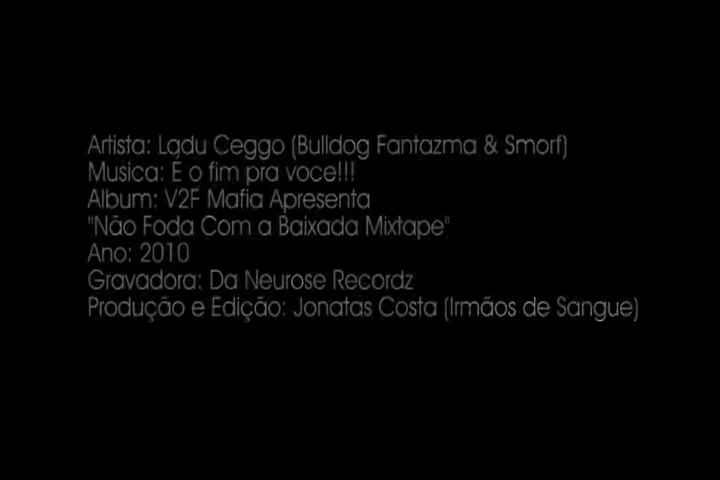 Artista: Lgdu Ceggo (Bulldog Fantazma & Smorf)
Musica: E o fim pra voce!!!
Album: V2F Mafia Apresenta
"Não Foda Com a Baixada Mixtape"
Ano: 2010
Gravadora: Da Neurose Recordz
Produção e Edição: Jonatas Costa (Irmãos de Sangue)